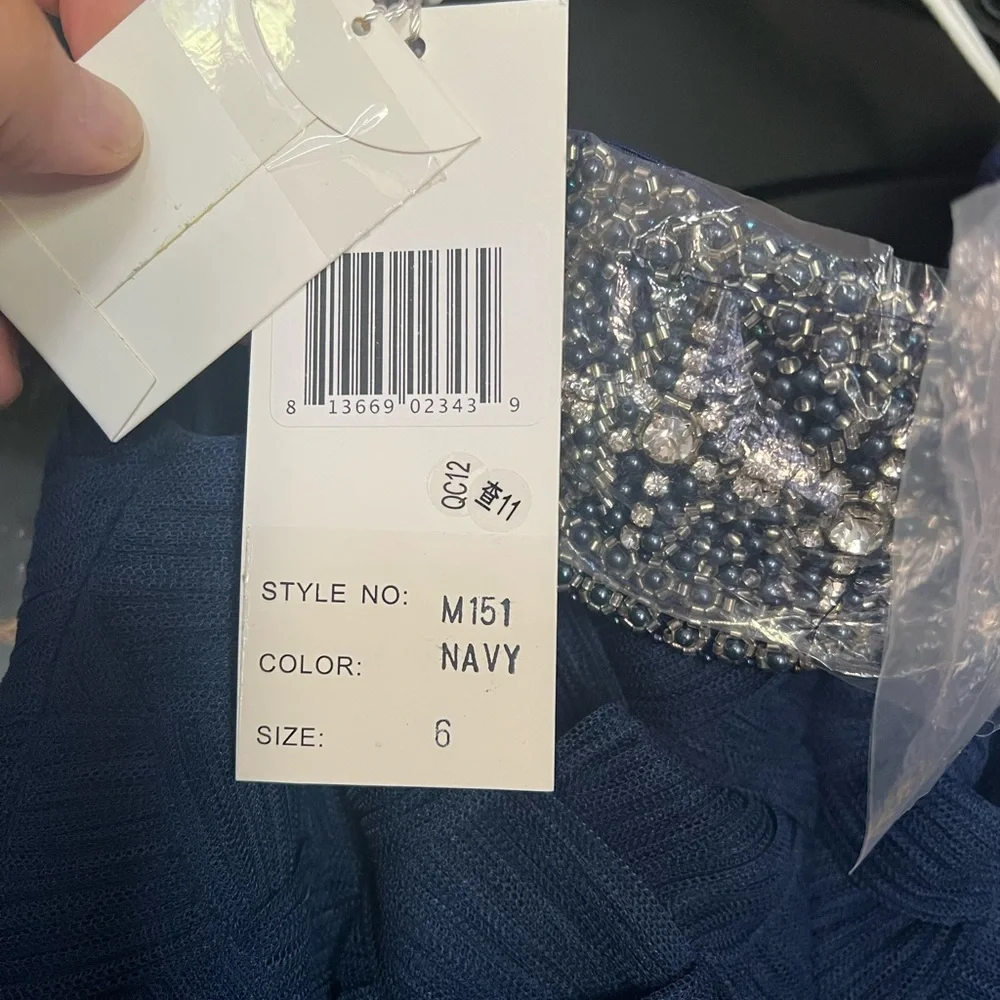 8 13669 02343 9
QC12
查11
STYLE NO: M151
COLOR: NAVY
SIZE: 6